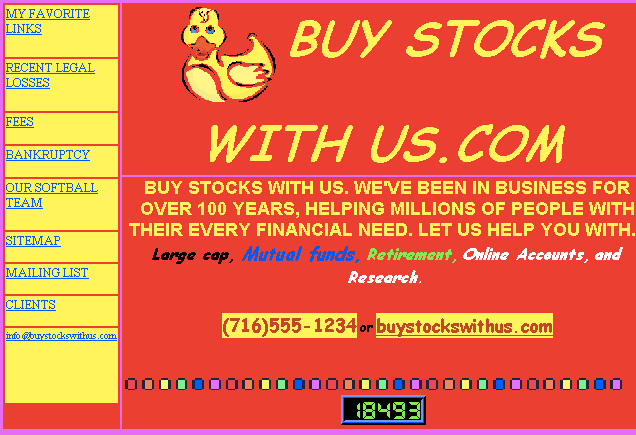 MY FAVORITE
LINKS
RECENT LEGAL
LOSSES
FEES
BANKRUPTCY
OUR SOFTBALL
TEAM
SITEMAP
MAILING LIST
CLIENTS
info@buystockswithus.com
BUY STOCKS
WITH US.COM
BUY STOCKS WITH US. WE'VE BEEN IN BUSINESS FOR
OVER 100 YEARS, HELPING MILLIONS OF PEOPLE WITH
THEIR EVERY FINANCIAL NEED. LET US HELP YOU WITH.
Large cap, Mutual funds, Retirement, Online Accounts, and
Research.
(716)555-1234 or buystockswithus.com
18493